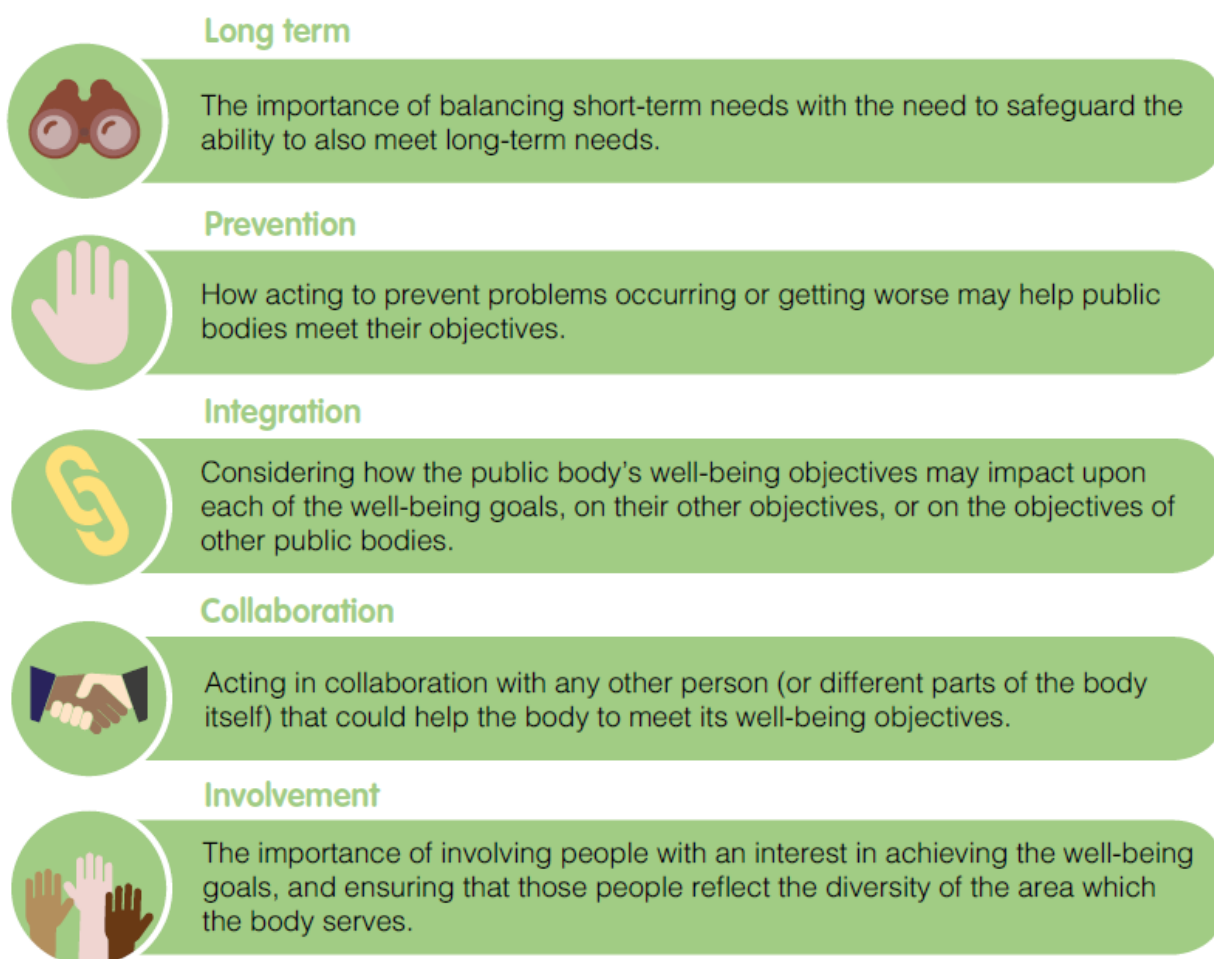 Long term
The importance of balancing short-term needs with the need to safeguard the
ability to also meet long-term needs.
Prevention
How acting to prevent problems occurring or getting worse may help public
bodies meet their objectives.
Integration
Considering how the public body's well-being objectives may impact upon
each of the well-being goals, on their other objectives, or on the objectives of
other public bodies.
Collaboration
Acting in collaboration with any other person (or different parts of the body
itself) that could help the body to meet its well-being objectives.
Involvement
The importance of involving people with an interest in achieving the well-being
goals, and ensuring that those people reflect the diversity of the area which
the body serves.